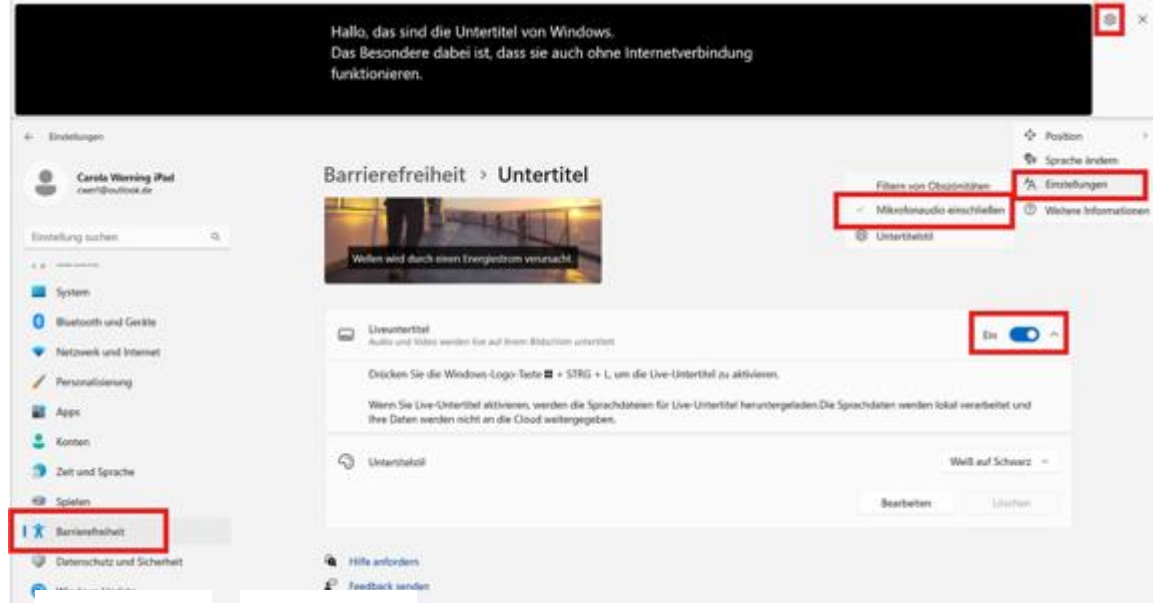 Hallo, das sind die Untertitel von Windows.
Das Besondere dabei ist, dass sie auch ohne Internetverbindung
funktionieren.
Einstellungen
Carola Werning iPad
cwerl@outlook.de
Einstellung suchen
System
Bluetooth und Geräte
Netzwerk und Internet
Personalisierung
Apps
Konten
Zeit und Sprache
Spielen
Barrierefreiheit
Datenschutz und Sicherheit
Windows Update
Barrierefreiheit > Untertitel
Wellen wird durch einen Energiestrom verursacht.
Position
Sprache ändern
Einstellungen
Weitere Informationen
Filtern von Obszönitäten
Mikrofonaudio einschließen
Untertitelstil
Liveuntertitel
Audio und Video werden live auf Ihrem Bildschirm untertitelt
Ein
Drücken Sie die Windows-Logo-Taste + STRG + L, um die Live-Untertitel zu aktivieren.
Wenn Sie Live-Untertitel aktivieren, werden die Sprachdateien für Live-Untertitel heruntergeladen.Die Sprachdaten werden lokal verarbeitet und
Ihre Daten werden nicht an die Cloud weitergegeben.
Untertitelstil
Weiß auf Schwarz
Bearbeiten
Löschen
Hilfe anfordern
Feedback senden